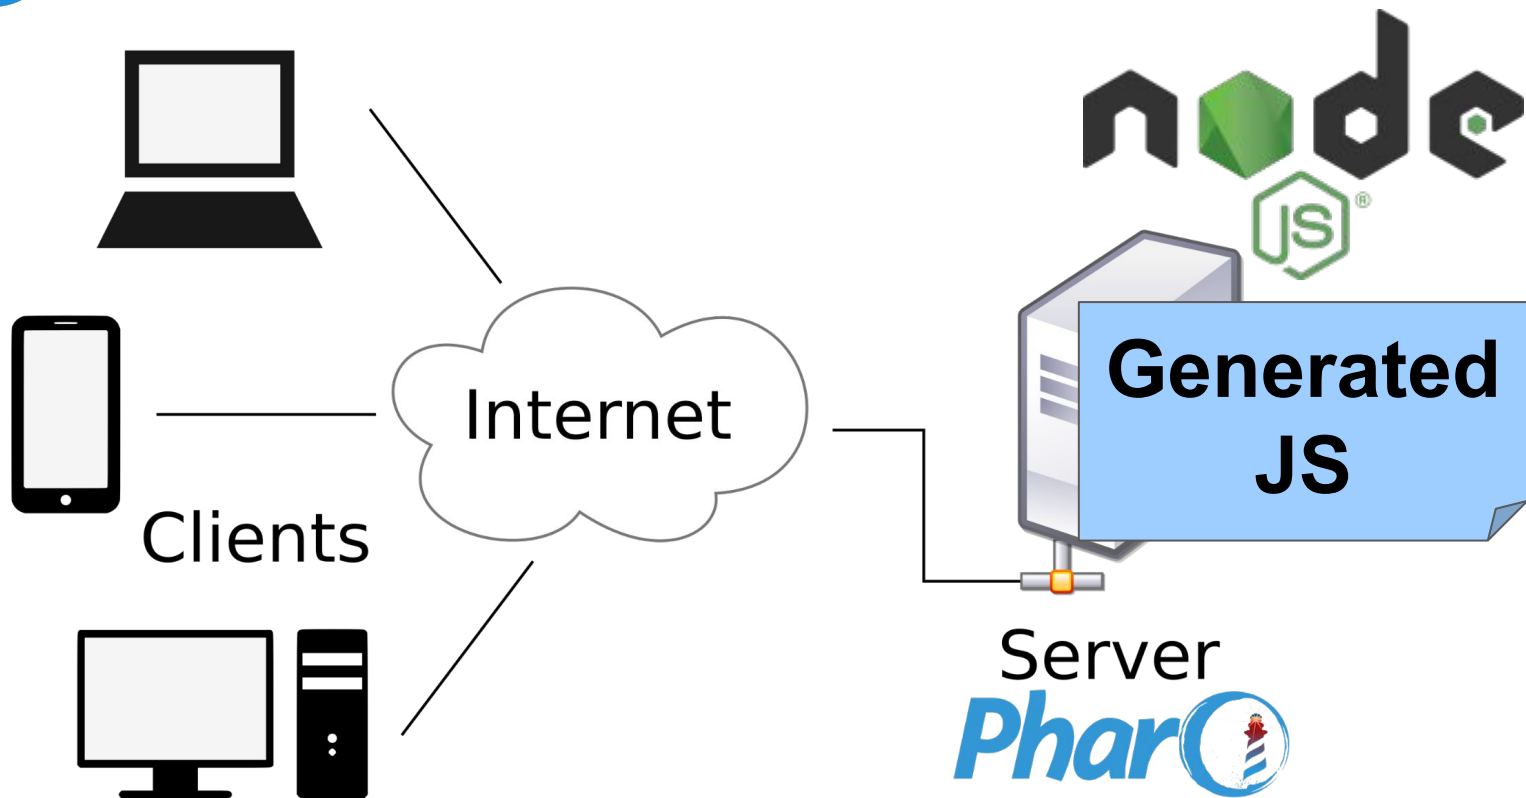 node
JS®
Generated
JS
Internet
Clients
Server
Pharo